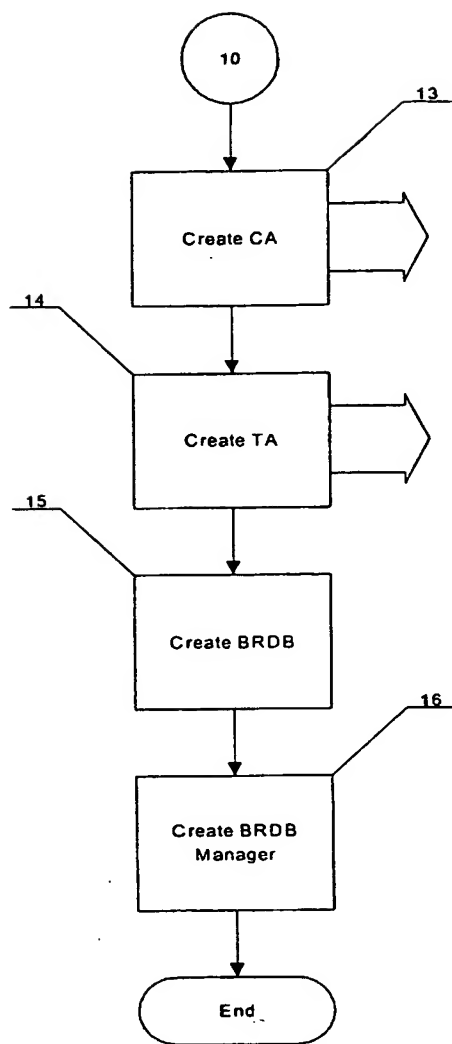 10
13
Create CA
14
Create TA
15
Create BRDB
16
Create BRDB
Manager
End